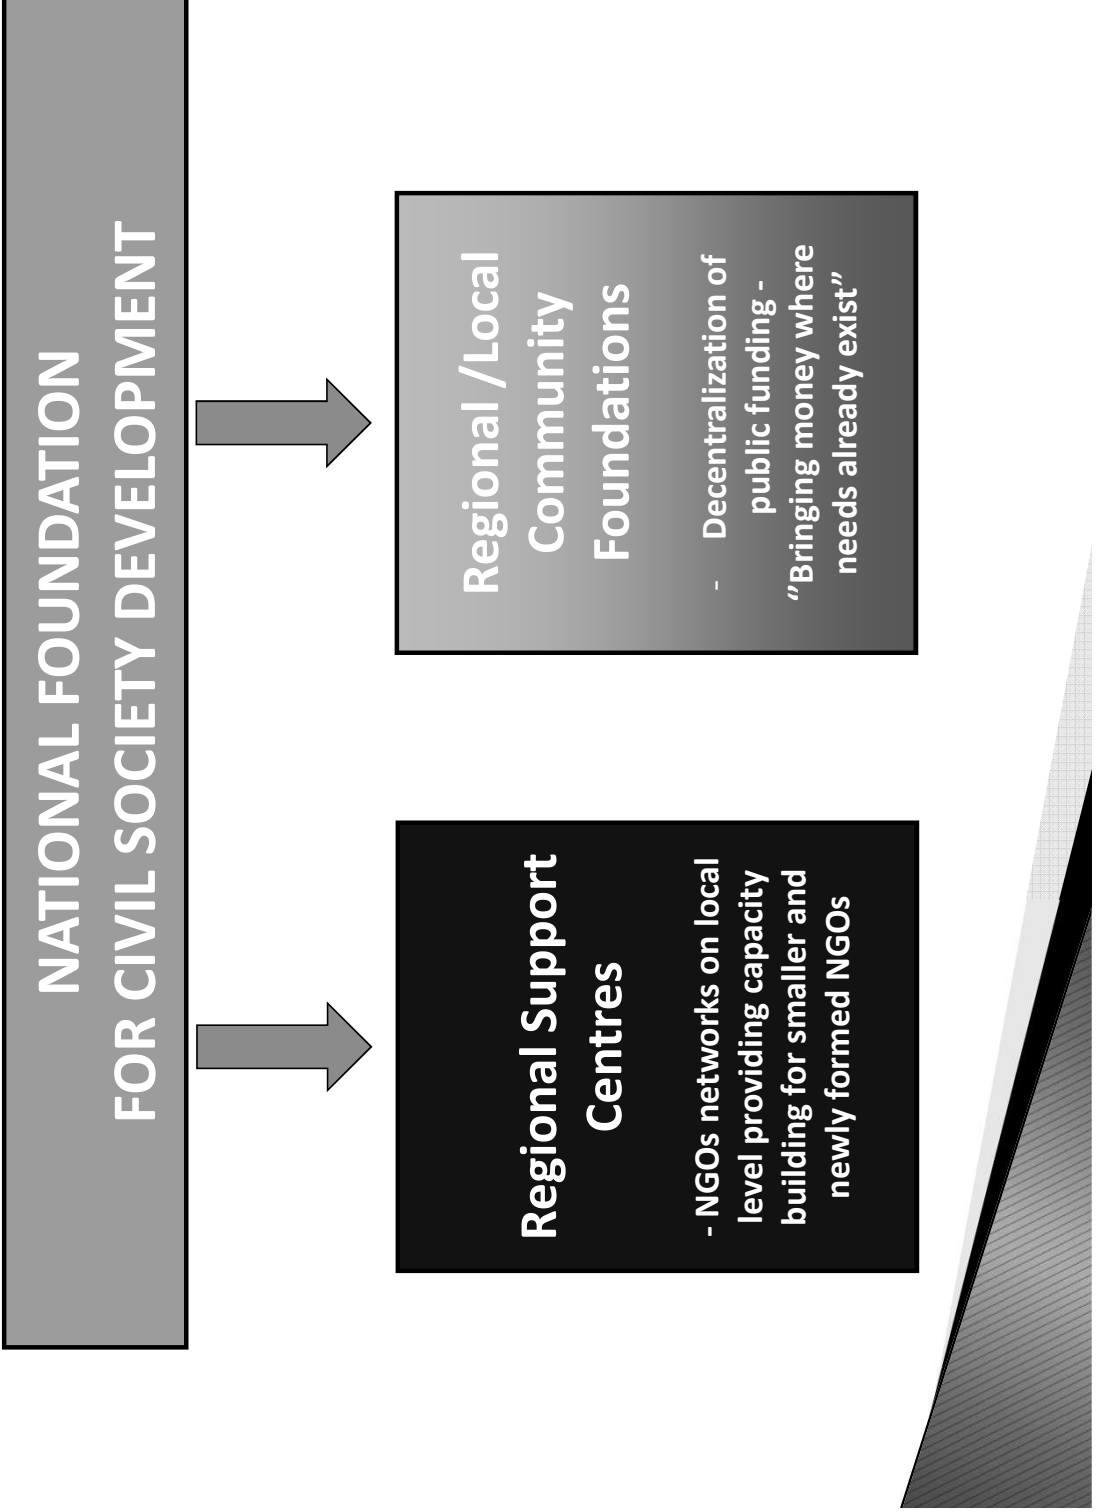 NATIONAL FOUNDATION
FOR CIVIL SOCIETY DEVELOPMENT
Regional Support
Centres
- NGOs networks on local
level providing capacity
building for smaller and
newly formed NGOs
Regional /Local
Community
Foundations
- Decentralization of
public funding -
“Bringing money where
needs already exist”